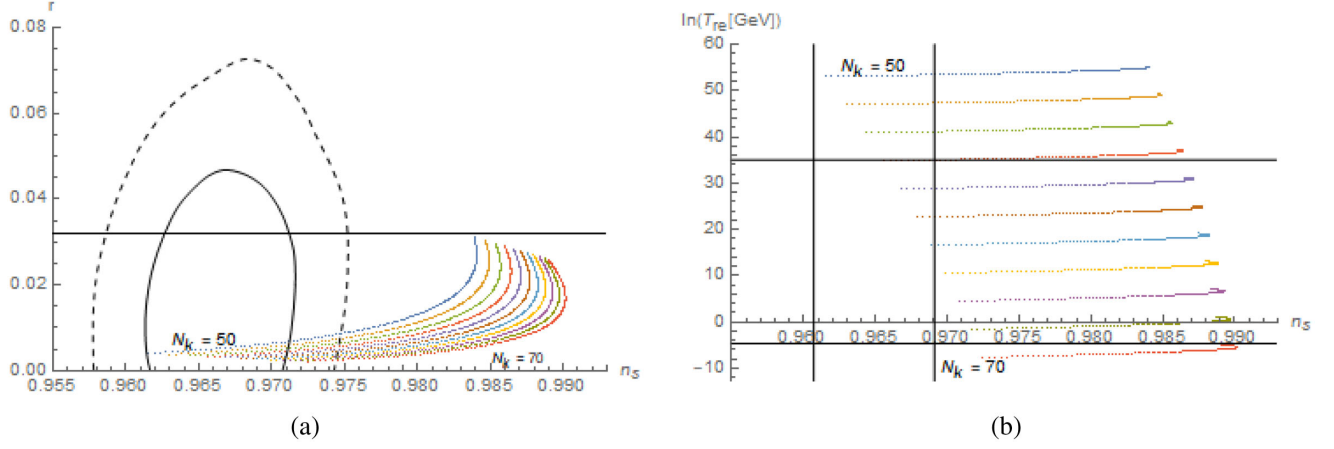 r
0.08
0.06
0.04
0.02
0.00
N_k = 50
N_k = 70
0.955 0.960 0.965 0.970 0.975 0.980 0.985 0.990 n_s
(a)
ln(T_re[GeV])
60
50
40
30
20
10
0
-10
N_k = 50
0.960 0.965 0.970 0.975 0.980 0.985 0.990 n_s
N_k = 70
(b)